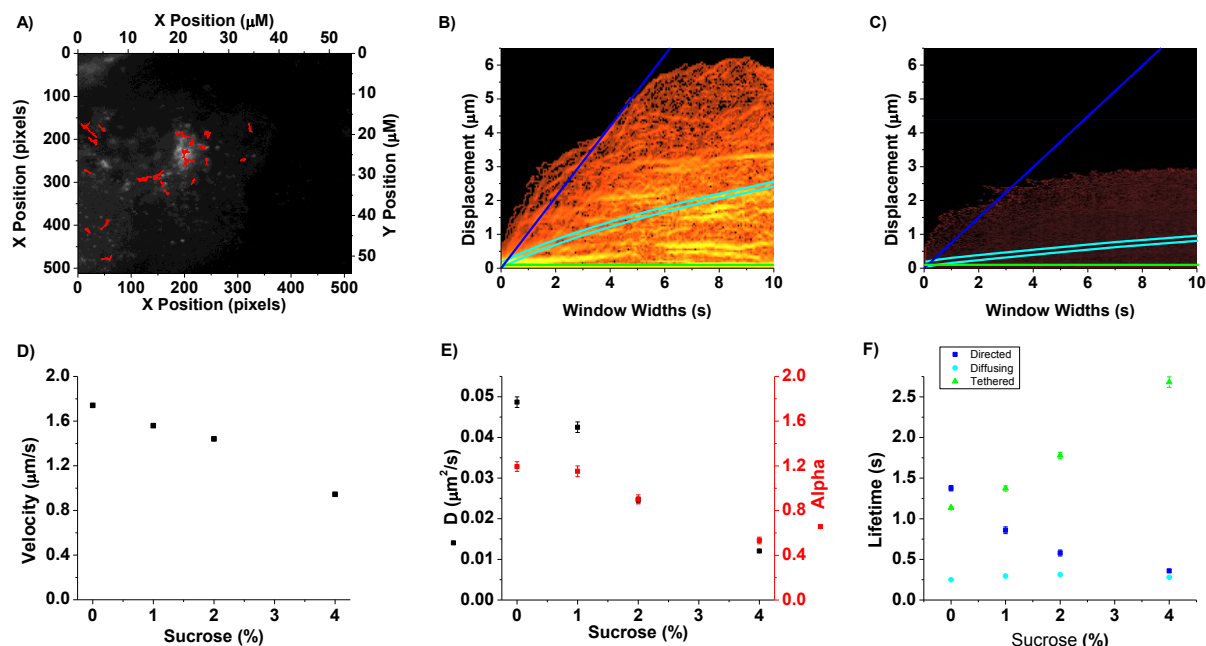 A)
X Position (μM)
0 10 20 30 40 50
X Position (pixels)
0
100
200
300
400
500
0
10
20
30
40
50
Y Position (μM)
0 100 200 300 400 500
X Position (pixels)
B)
Displacement (μm)
6
5
4
3
2
1
0
0 2 4 6 8 10
Window Widths (s)
C)
Displacement (μm)
6
5
4
3
2
1
0
0 2 4 6 8 10
Window Widths (s)
D)
Velocity (μm/s)
2.0
1.6
1.2
0.8
0.4
0.0
0 1 2 3 4
Sucrose (%)
E)
D (μm²/s)
0.05
0.04
0.03
0.02
0.01
0.00
2.0
1.6
1.2
0.8
0.4
0.0
Alpha
0 1 2 3 4
Sucrose (%)
F)
Directed
Diffusing
Tethered
Lifetime (s)
2.5
2.0
1.5
1.0
0.5
0.0
0 1 2 3 4
Sucrose (%)